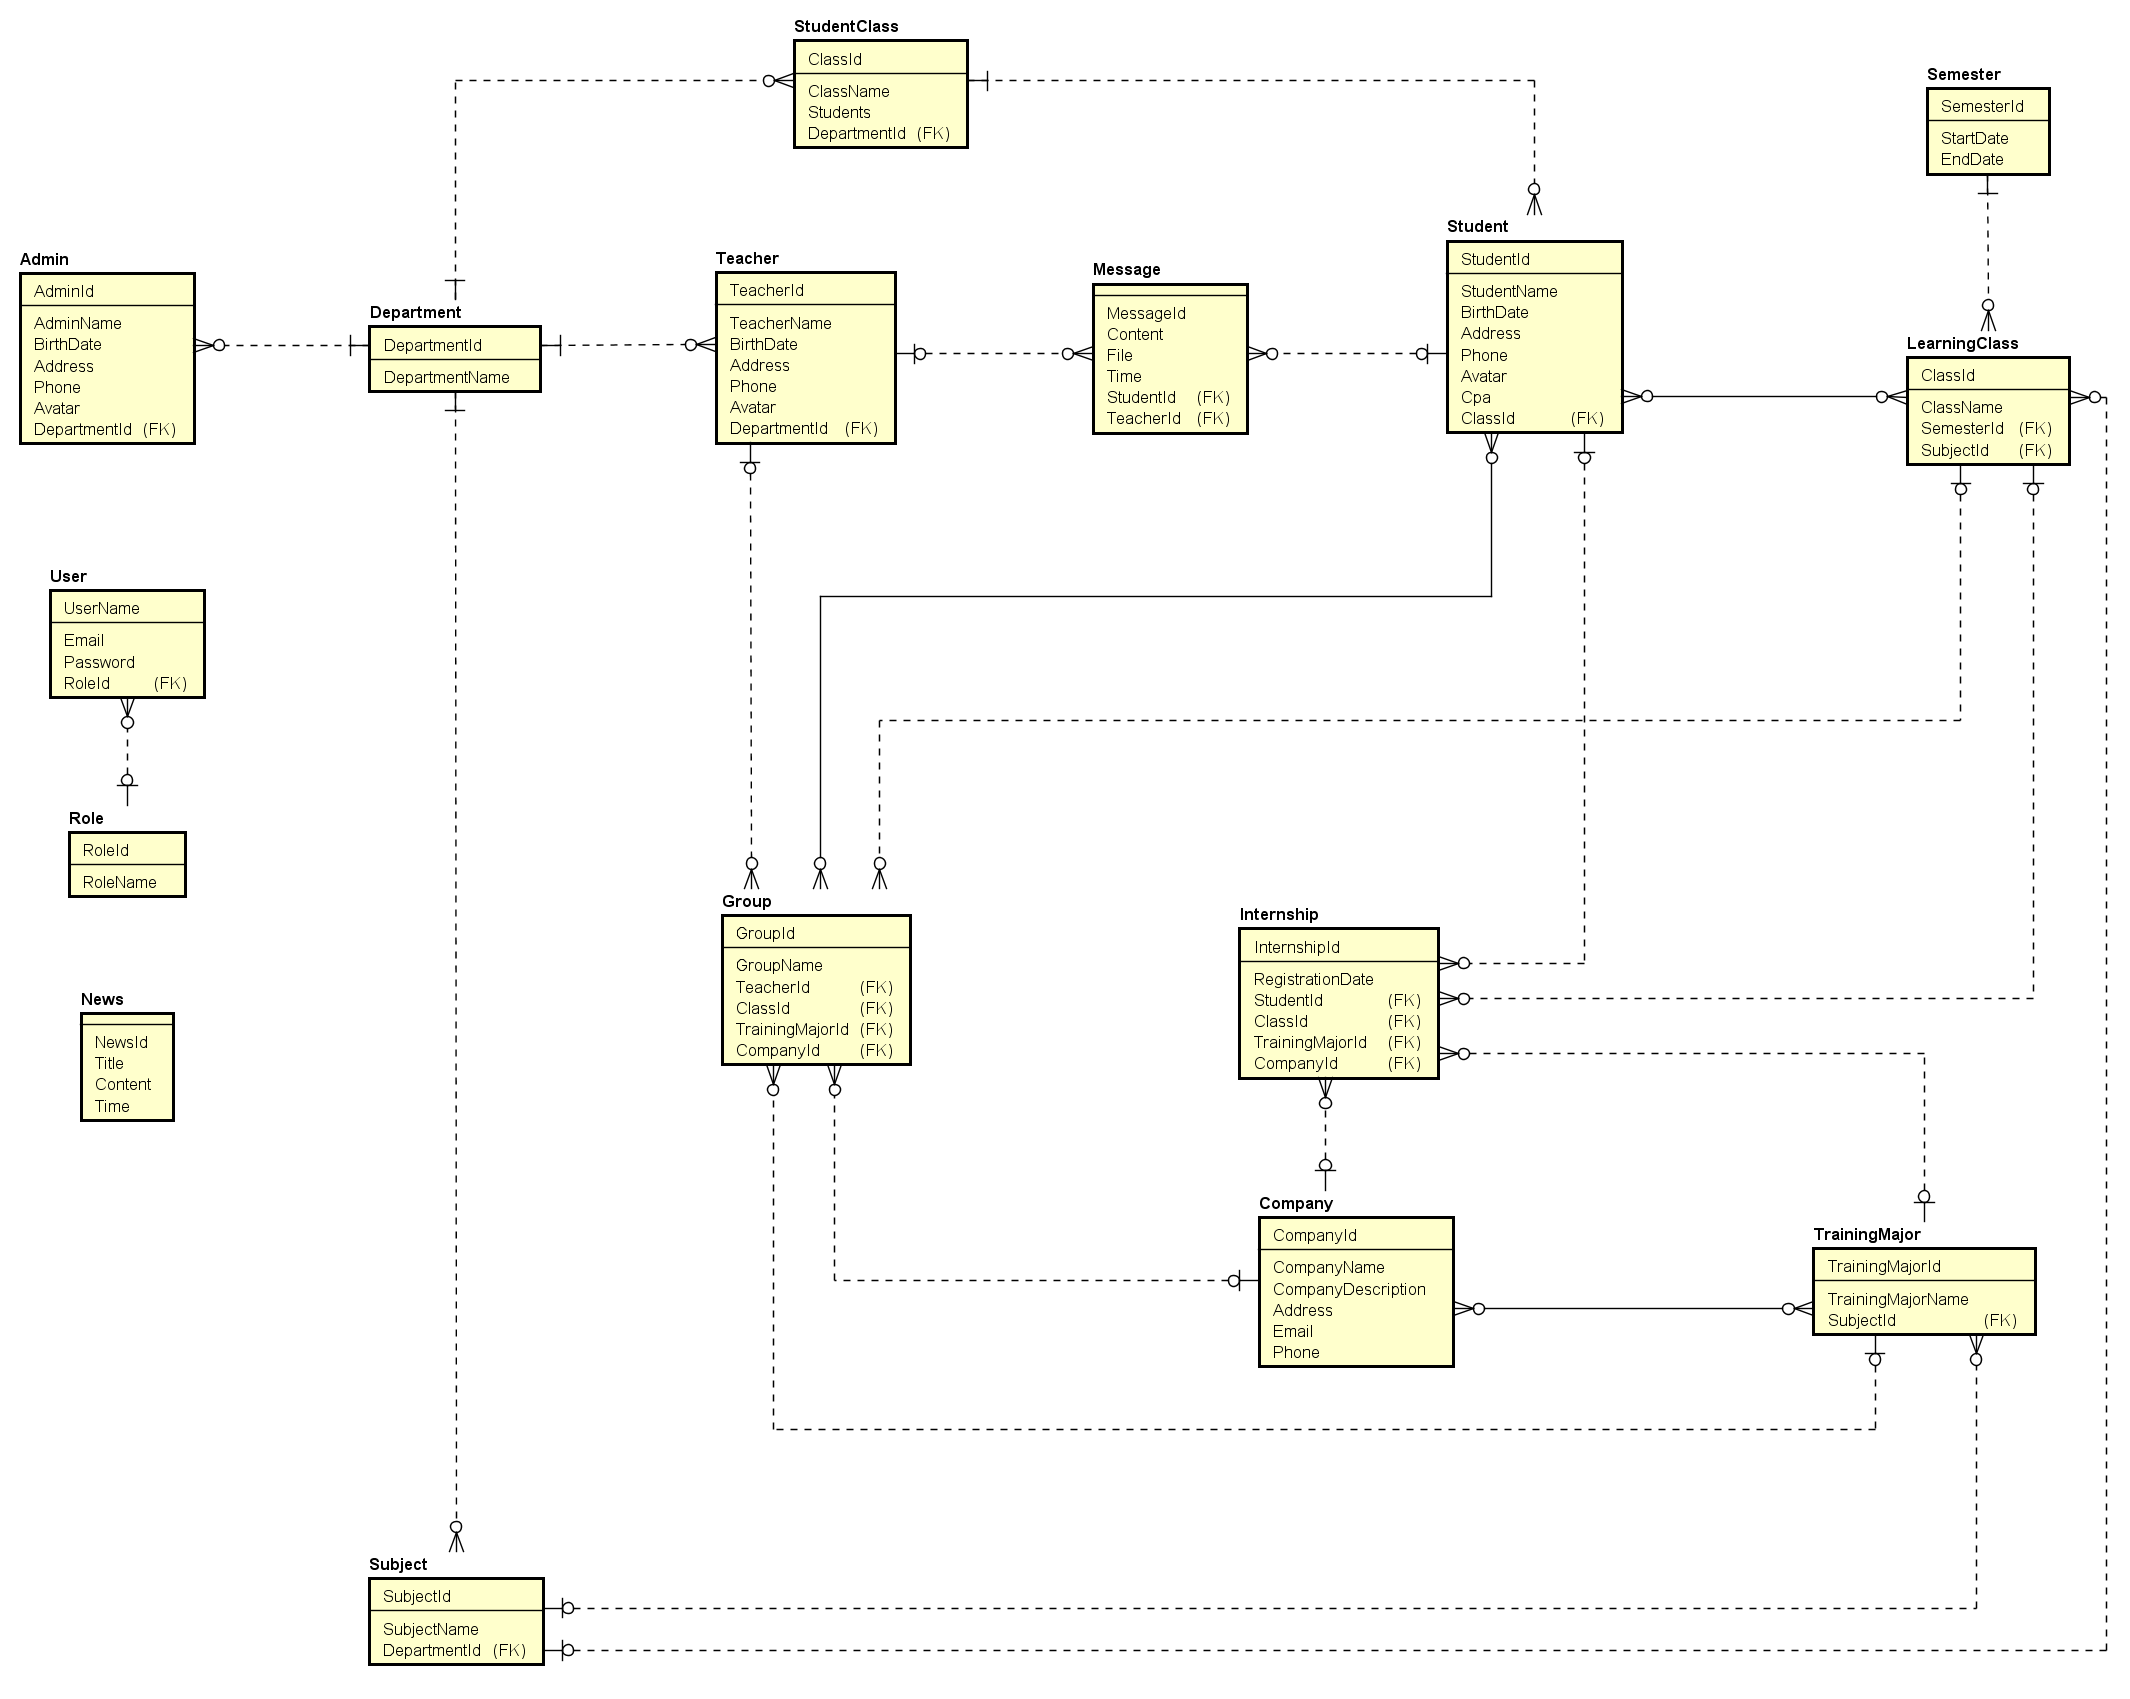 StudentClass
ClassId
ClassName
Students
DepartmentId (FK)
Semester
SemesterId
StartDate
EndDate
Admin
AdminId
AdminName
BirthDate
Address
Phone
Avatar
DepartmentId (FK)
Department
DepartmentId
DepartmentName
Teacher
TeacherId
TeacherName
BirthDate
Address
Phone
Avatar
DepartmentId (FK)
Message
MessageId
Content
File
Time
StudentId (FK)
TeacherId (FK)
Student
StudentId
StudentName
BirthDate
Address
Phone
Avatar
Cpa
ClassId (FK)
LearningClass
ClassId
ClassName
SemesterId (FK)
SubjectId (FK)
User
UserName
Email
Password
RoleId (FK)
Role
RoleId
RoleName
News
NewsId
Title
Content
Time
Group
GroupId
GroupName
TeacherId (FK)
ClassId (FK)
TrainingMajorId (FK)
CompanyId (FK)
Internship
InternshipId
RegistrationDate
StudentId (FK)
ClassId (FK)
TrainingMajorId (FK)
CompanyId (FK)
Company
CompanyId
CompanyName
CompanyDescription
Address
Email
Phone
TrainingMajor
TrainingMajorId
TrainingMajorName
SubjectId (FK)
Subject
SubjectId
SubjectName
DepartmentId (FK)